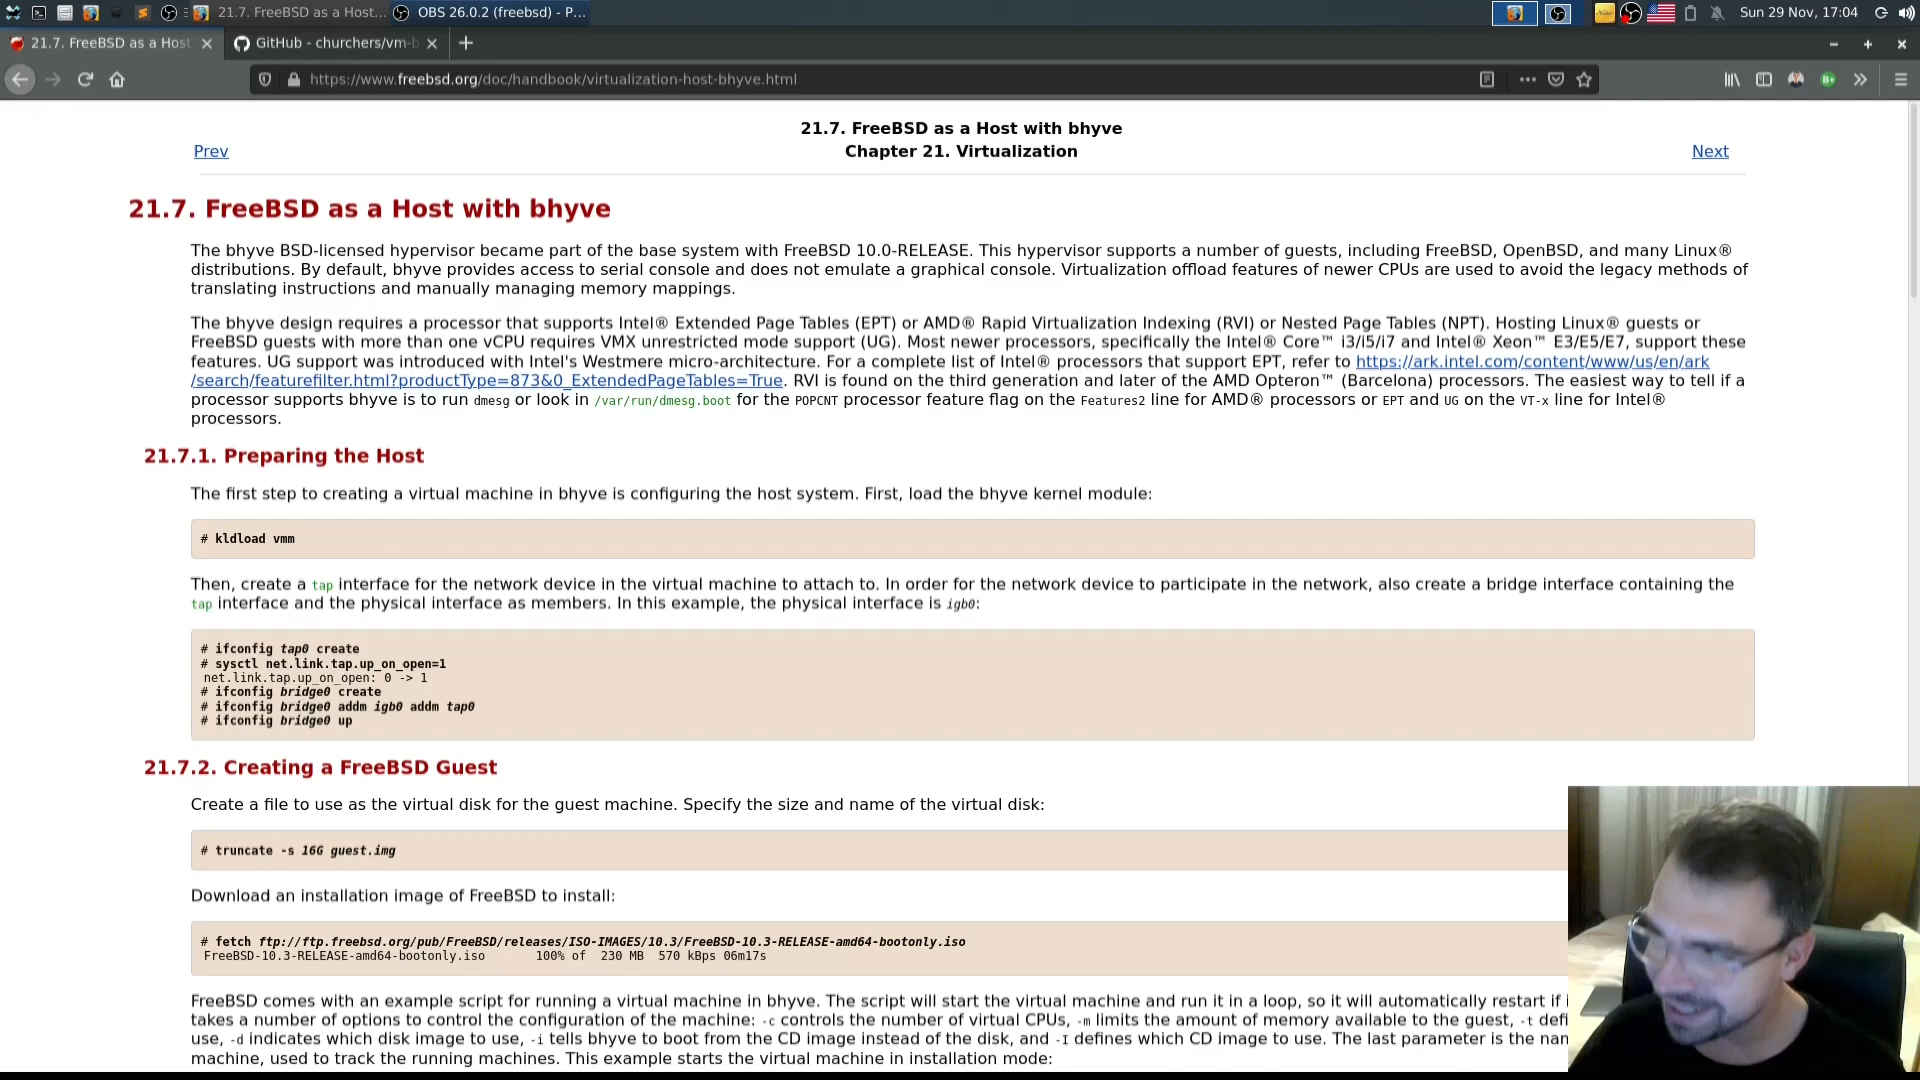 21.7. FreeBSD as a Host...
OBS 26.0.2 (freebsd) - P...
Sun 29 Nov, 17:04
21.7. FreeBSD as a Host
GitHub - churchers/vm-b
https://www.freebsd.org/doc/handbook/virtualization-host-bhyve.html
21.7. FreeBSD as a Host with bhyve
Prev
Chapter 21. Virtualization
Next
21.7. FreeBSD as a Host with bhyve
The bhyve BSD-licensed hypervisor became part of the base system with FreeBSD 10.0-RELEASE. This hypervisor supports a number of guests, including FreeBSD, OpenBSD, and many Linux®
distributions. By default, bhyve provides access to serial console and does not emulate a graphical console. Virtualization offload features of newer CPUs are used to avoid the legacy methods of
translating instructions and manually managing memory mappings.
The bhyve design requires a processor that supports Intel® Extended Page Tables (EPT) or AMD® Rapid Virtualization Indexing (RVI) or Nested Page Tables (NPT). Hosting Linux® guests or
FreeBSD guests with more than one vCPU requires VMX unrestricted mode support (UG). Most newer processors, specifically the Intel® Core™ i3/i5/i7 and Intel® Xeon™ E3/E5/E7, support these
features. UG support was introduced with Intel's Westmere micro-architecture. For a complete list of Intel® processors that support EPT, refer to https://ark.intel.com/content/www/us/en/ark
/search/featurefilter.html?productType=873&0_ExtendedPageTables=True. RVI is found on the third generation and later of the AMD Opteron™ (Barcelona) processors. The easiest way to tell if a
processor supports bhyve is to run dmesg or look in /var/run/dmesg.boot for the POPCNT processor feature flag on the Features2 line for AMD® processors or EPT and UG on the VT-x line for Intel®
processors.
21.7.1. Preparing the Host
The first step to creating a virtual machine in bhyve is configuring the host system. First, load the bhyve kernel module:
# kldload vmm
Then, create a tap interface for the network device in the virtual machine to attach to. In order for the network device to participate in the network, also create a bridge interface containing the
tap interface and the physical interface as members. In this example, the physical interface is igb0:
# ifconfig tap0 create
# sysctl net.link.tap.up_on_open=1
net.link.tap.up_on_open: 0 -> 1
# ifconfig bridge0 create
# ifconfig bridge0 addm igb0 addm tap0
# ifconfig bridge0 up
21.7.2. Creating a FreeBSD Guest
Create a file to use as the virtual disk for the guest machine. Specify the size and name of the virtual disk:
# truncate -s 16G guest.img
Download an installation image of FreeBSD to install:
# fetch ftp://ftp.freebsd.org/pub/FreeBSD/releases/ISO-IMAGES/10.3/FreeBSD-10.3-RELEASE-amd64-bootonly.iso
FreeBSD-10.3-RELEASE-amd64-bootonly.iso 100% of 230 MB 570 kBps 06m17s
FreeBSD comes with an example script for running a virtual machine in bhyve. The script will start the virtual machine and run it in a loop, so it will automatically restart if i
takes a number of options to control the configuration of the machine: -c controls the number of virtual CPUs, -m limits the amount of memory available to the guest, -t defi
use, -d indicates which disk image to use, -i tells bhyve to boot from the CD image instead of the disk, and -I defines which CD image to use. The last parameter is the nam
machine, used to track the running machines. This example starts the virtual machine in installation mode: